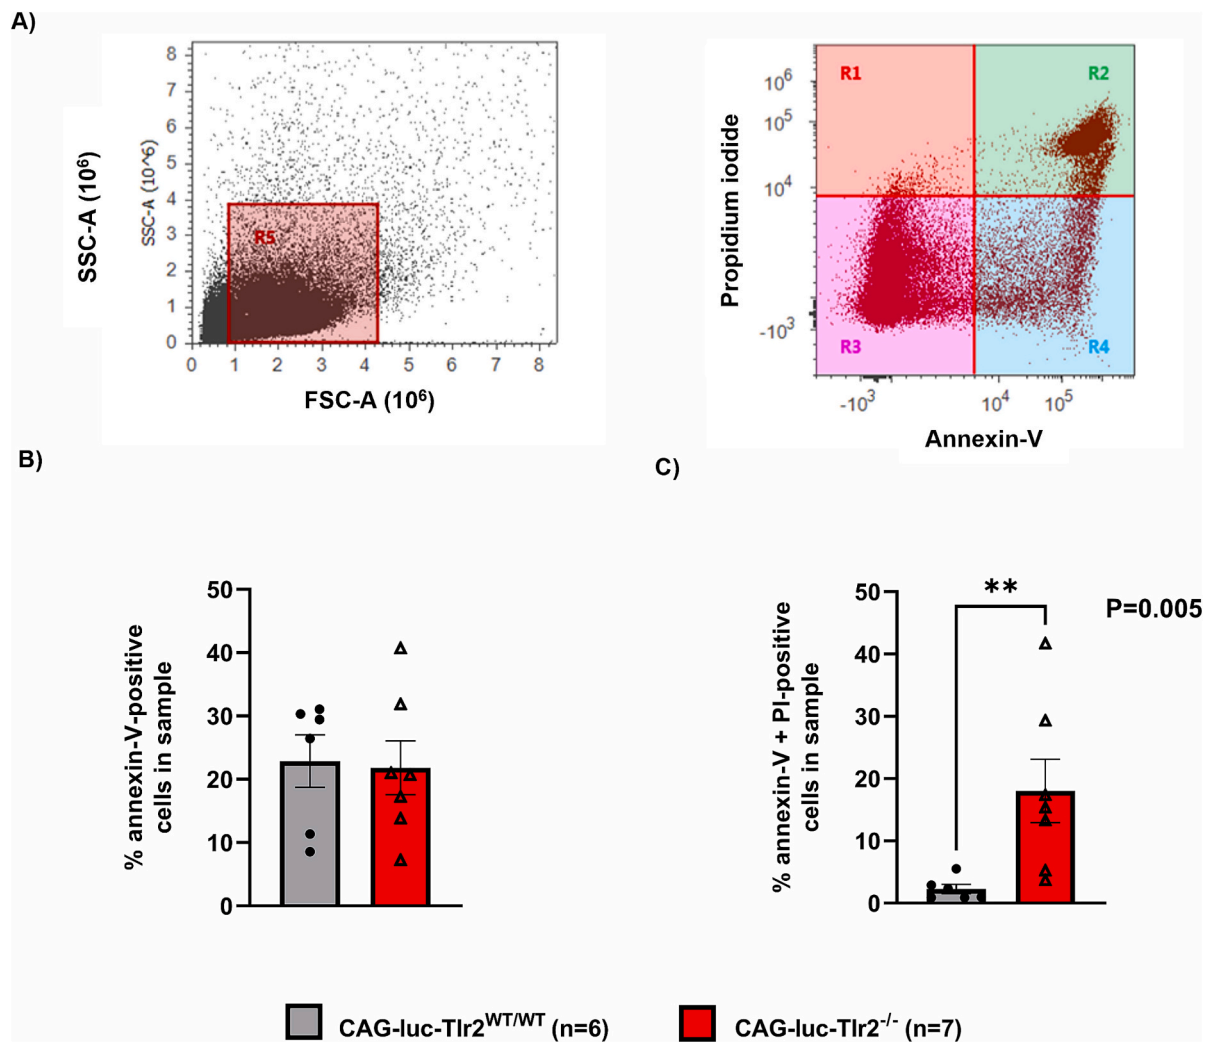 A)
SSC-A (10⁶)
SSC-A (10^6)
8
7
6
5
4
3
2
1
0
R5
0 1 2 3 4 5 6 7 8
FSC-A (10⁶)
Propidium iodide
10⁶
10⁵
10⁴
-10³
R1
R2
R3
R4
-10³ 10⁴ 10⁵
Annexin-V
B)
% annexin-V-positive
cells in sample
50
40
30
20
10
0
C)
% annexin-V + PI-positive
cells in sample
50
40
30
20
10
0
**
P=0.005
CAG-luc-Tlr2^WT/WT (n=6)
CAG-luc-Tlr2^-/- (n=7)